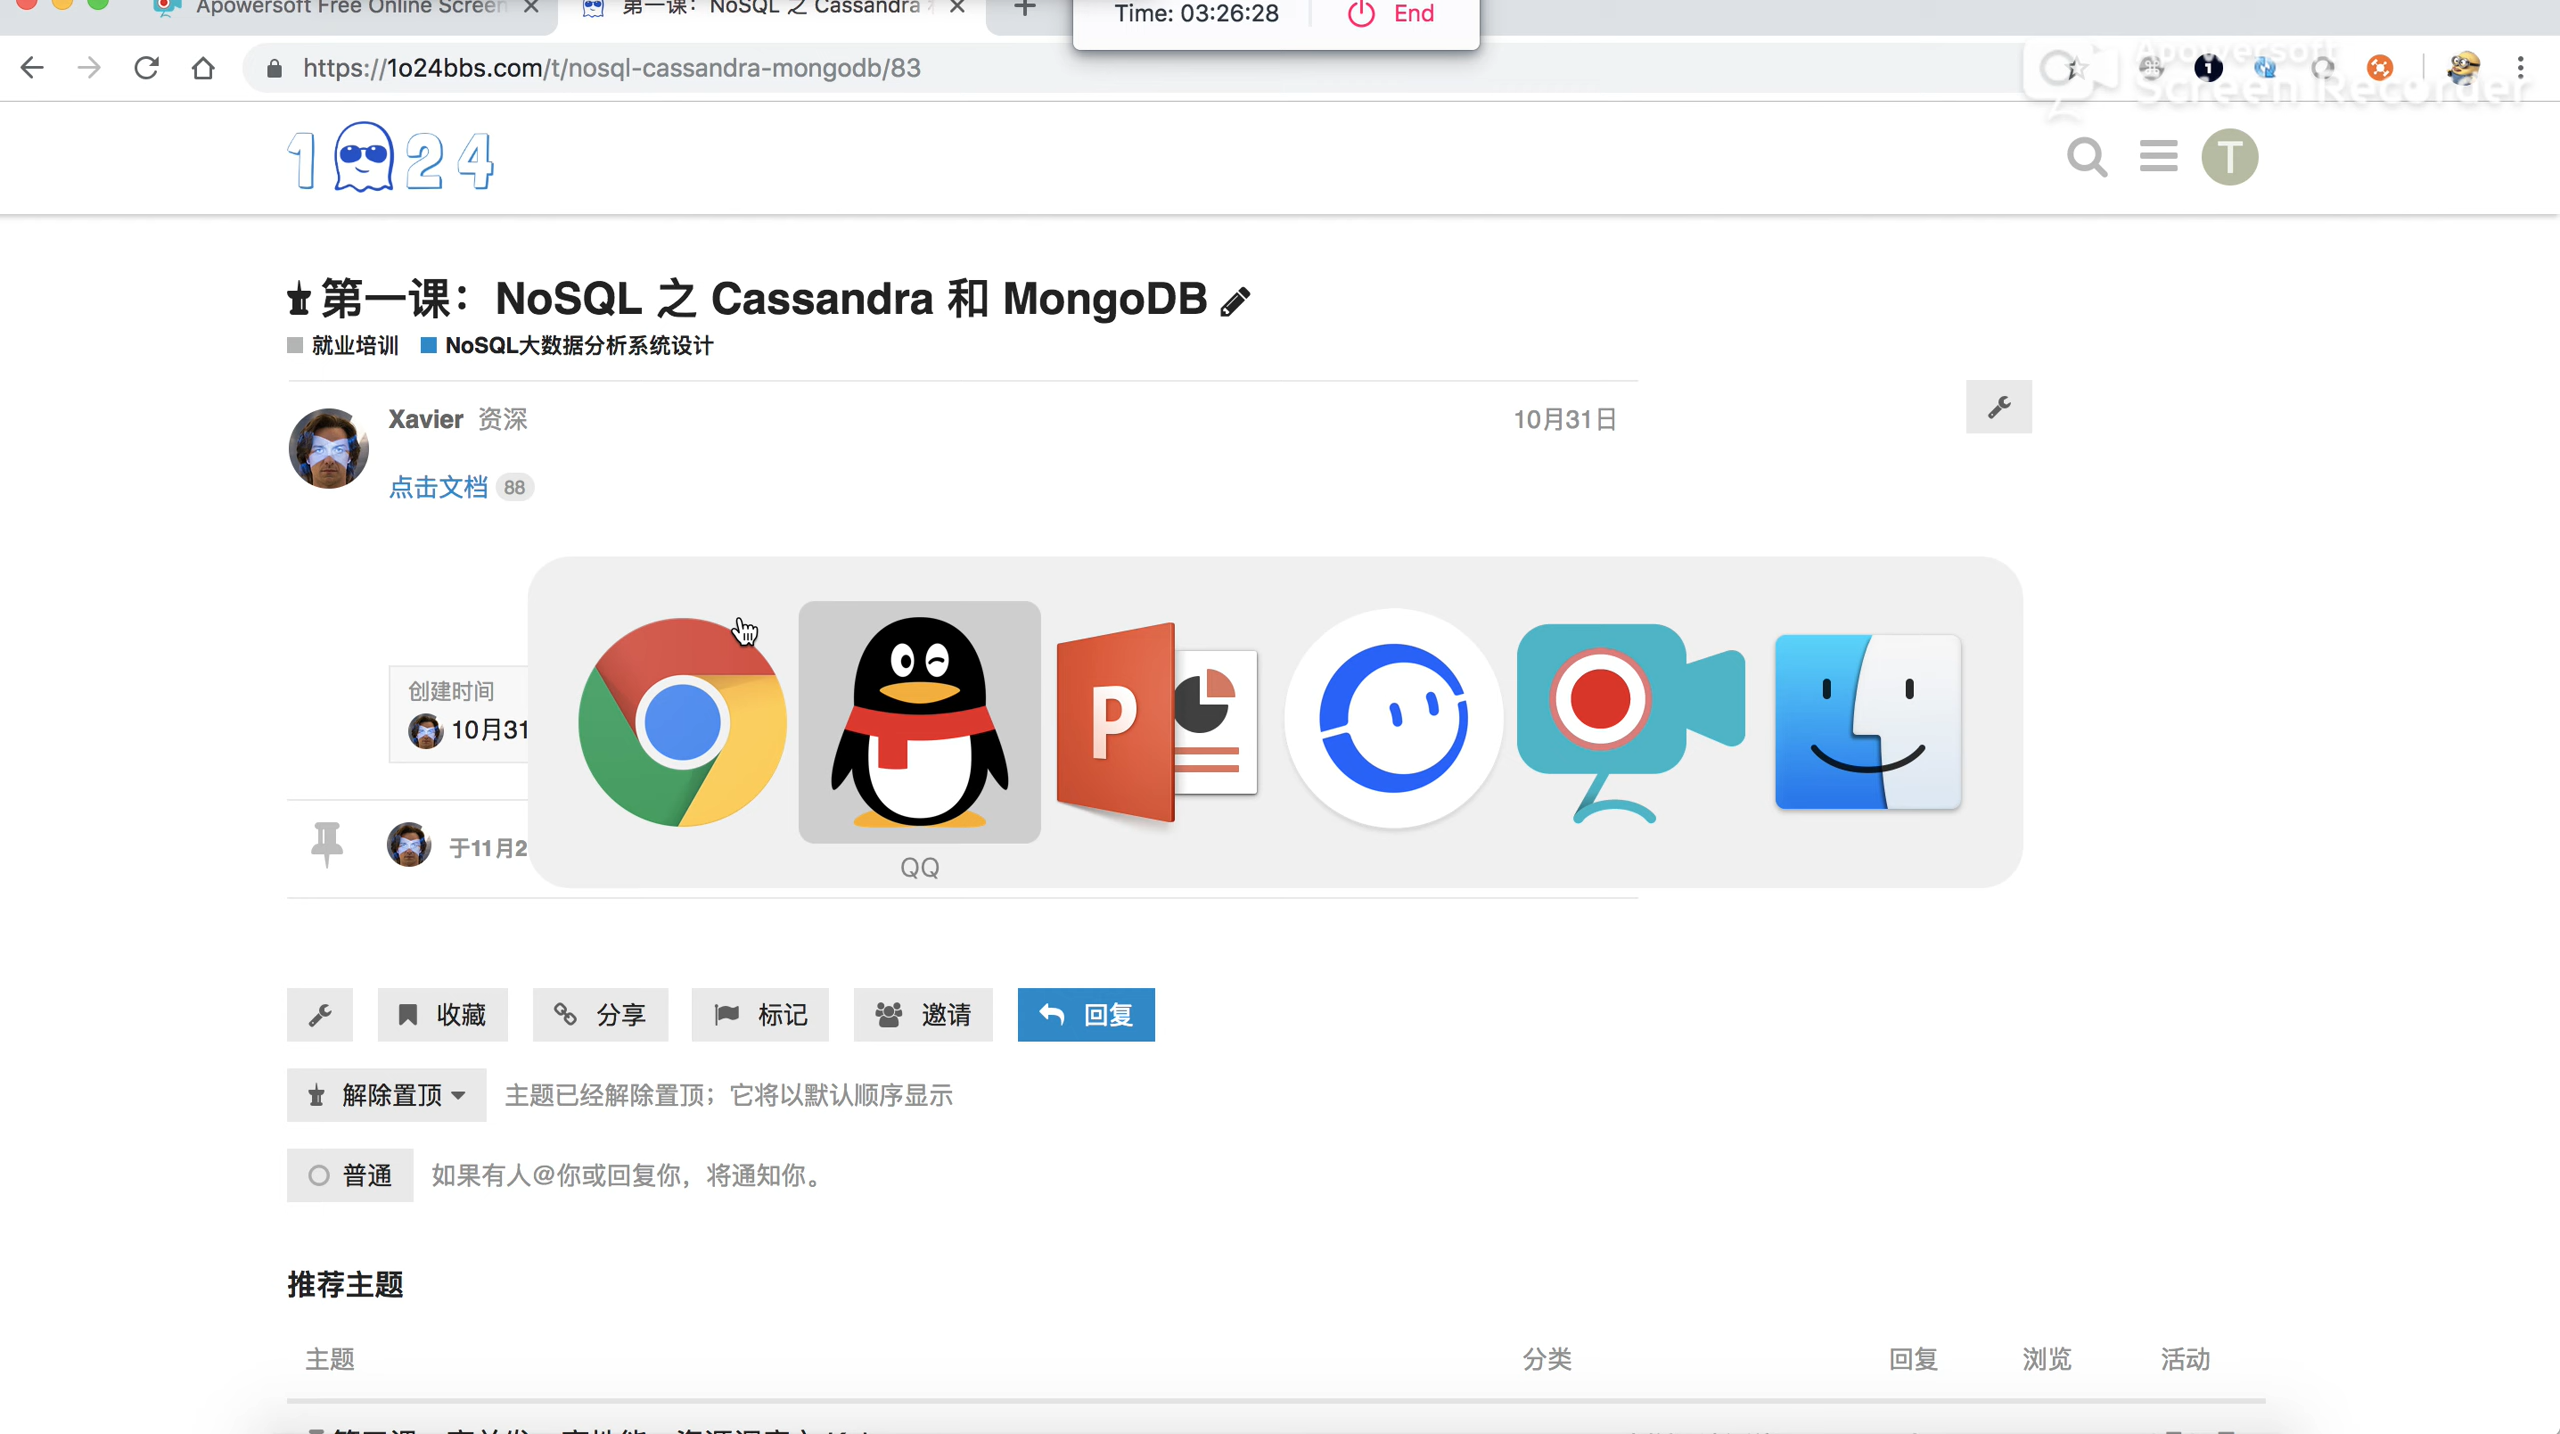 Apowersoft Free Online Screen
第一课：NoSQL 之 Cassandra
Time: 03:26:28
End
https://1o24bbs.com/t/nosql-cassandra-mongodb/83
Apowersoft
Screen Recorder
1 24
T
第一课：NoSQL 之 Cassandra 和 MongoDB
就业培训 NoSQL大数据分析系统设计
Xavier 资深
10月31日
点击文档 88
创建时间
10月31
于11月2
P
QQ
收藏 分享 标记 邀请 回复
解除置顶 主题已经解除置顶；它将以默认顺序显示
普通 如果有人@你或回复你，将通知你。
推荐主题
主题 分类 回复 浏览 活动